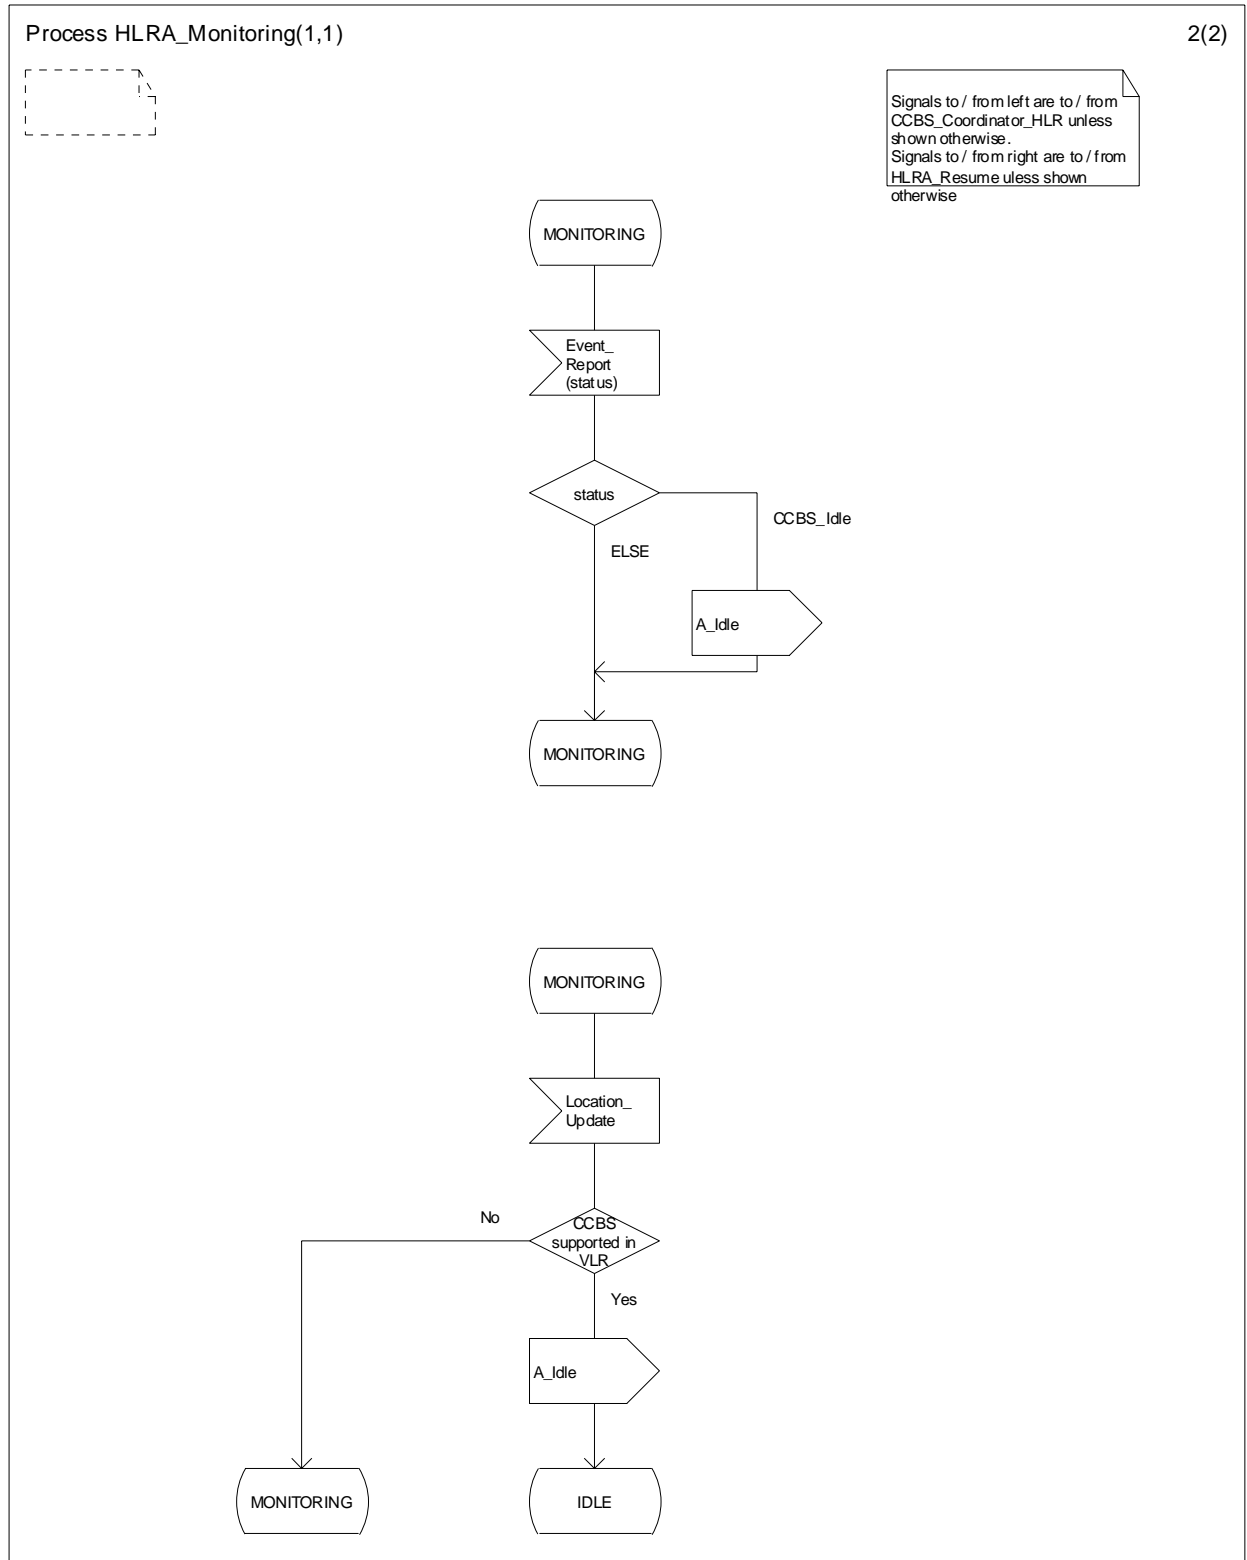 Process HLRA_Monitoring(1,1)
2(2)
Signals to / from left are to / from
CCBS_Coordinator_HLR unless
shown otherwise.
Signals to / from right are to / from
HLRA_Resume uless shown
otherwise
MONITORING
Event_
Report
(status)
status
CCBS_Idle
ELSE
A_Idle
MONITORING
MONITORING
Location_
Update
No
CCBS
supported in
VLR
Yes
A_Idle
MONITORING
IDLE